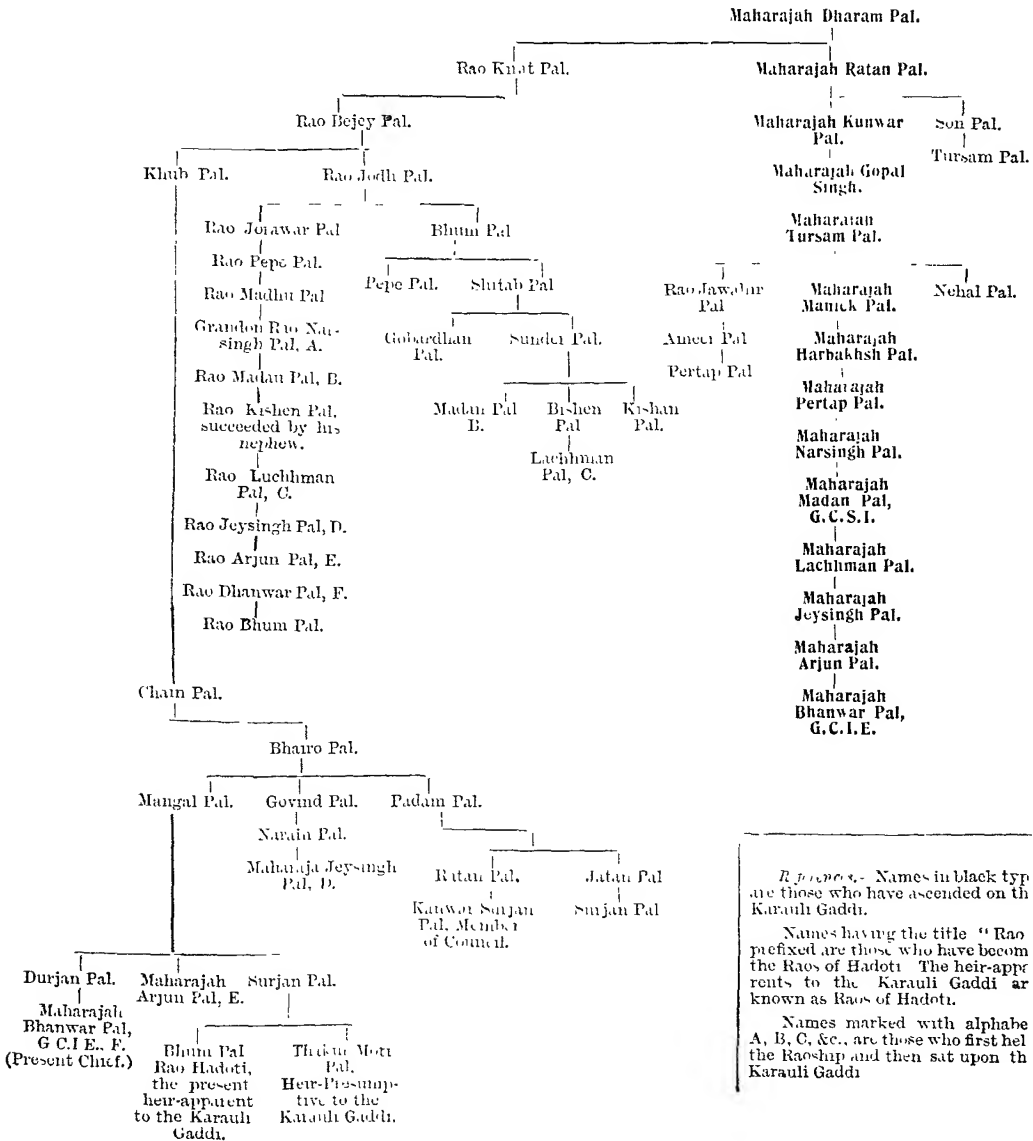 Maharajah Dharam Pal.
Rao Kirat Pal.
Maharajah Ratan Pal.
Rao Bejey Pal.
Maharajah Kunwar
Pal.
Son Pal.
Tursam Pal.
Khub Pal.
Rao Jodh Pal.
Maharajah Gopal
Singh.
Rao Jorawar Pal
Bhum Pal
Maharajah
Tursam Pal.
Rao Pepe Pal.
Pepe Pal.
Shitab Pal
Rao Jawahir
Pal
Maharajah
Manick Pal.
Nehal Pal.
Rao Madhu Pal
Grandon Rao Nar-
singh Pal, A.
Gobardhan
Pal.
Sunder Pal.
Ameer Pal
Maharajah
Harbakhsh Pal.
Rao Madan Pal, B.
Pertap Pal
Maharajah
Pertap Pal.
Rao Kishen Pal.
succeeded by his
nephew.
Madan Pal
B.
Bishen
Pal
Kishan
Pal.
Maharajah
Narsingh Pal.
Rao Luchhman
Pal, C.
Lachhman
Pal, C.
Maharajah
Madan Pal,
G.C.S.I.
Rao Jeysingh Pal, D.
Maharajah
Lachhman Pal.
Rao Arjun Pal, E.
Rao Dhanwar Pal, F.
Maharajah
Jeysingh Pal.
Rao Bhum Pal.
Maharajah
Arjun Pal.
Maharajah
Bhanwar Pal,
G.C.I.E.
Chain Pal.
Bhairo Pal.
Mangal Pal.
Govind Pal.
Padam Pal.
Narain Pal.
Maharaja Jeysingh
Pal, D.
Ratan Pal.
Jatan Pal
Kanwar Surjan
Pal, Member
of Council.
Surjan Pal
Durjan Pal.
Maharajah
Arjun Pal, E.
Surjan Pal.
Maharajah
Bhanwar Pal,
G C.I E., F.
(Present Chief.)
Bhum Pal
Rao Hadoti,
the present
heir-apparent
to the Karauli
Gaddi.
Thakur Moti
Pal.
Heir-Presump-
tive to the
Karauli Gaddi.
Names in black typ
are those who have ascended on th
Karauli Gaddi.
Names having the title "Rao
prefixed are those who have becom
the Raos of Hadoti The heir-appr
rents to the Karauli Gaddi ar
known as Raos of Hadoti.
Names marked with alphabe
A, B, C, &c., are those who first hel
the Raoship and then sat upon th
Karauli Gaddi